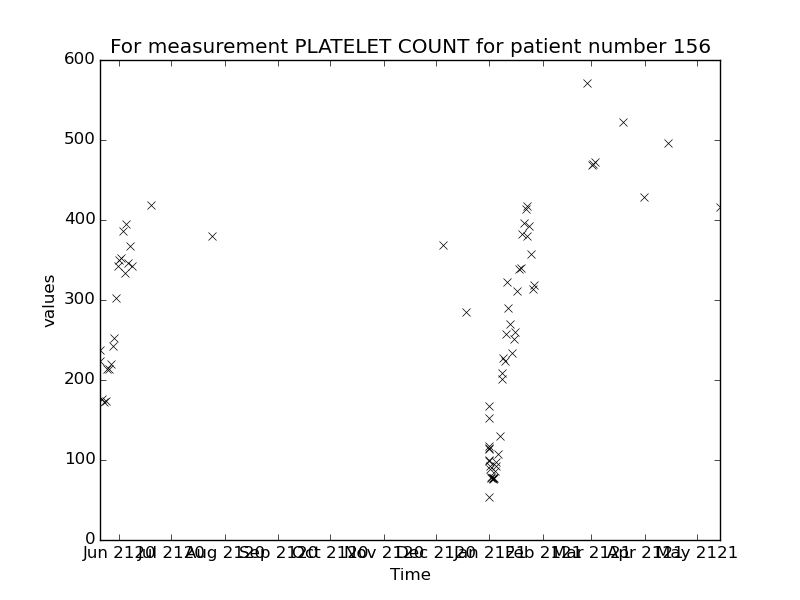 For measurement PLATELET COUNT for patient number 156
600
500
400
300
200
100
0
values
Jun 2120 Jul 2120 Aug 2120 Sep 2120 Oct 2120 Nov 2120 Dec 2120 Jan 2121 Feb 2121 Mar 2121 Apr 2121 May 2121
Time